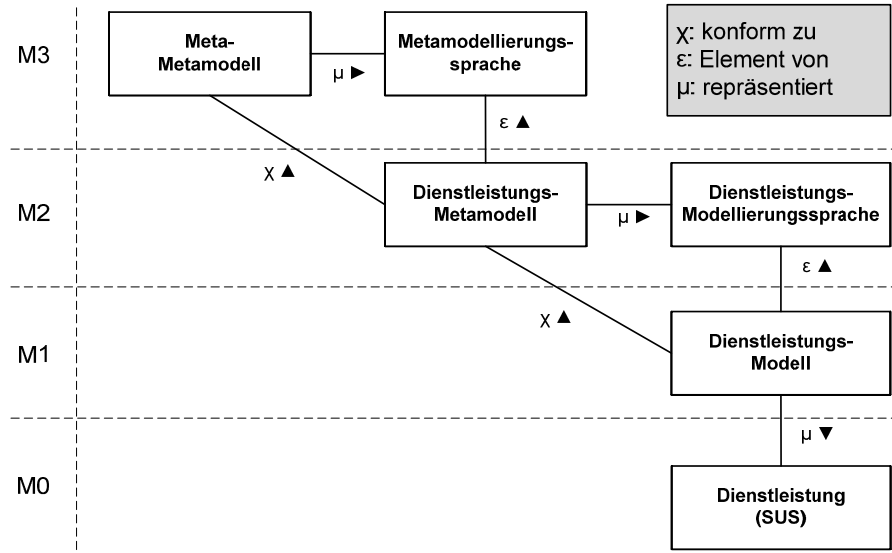 M3
Meta-
Metamodell
μ ►
Metamodellierungs-
sprache
χ: konform zu
ε: Element von
μ: repräsentiert
ε ▲
χ ▲
M2
Dienstleistungs-
Metamodell
μ ►
Dienstleistungs-
Modellierungssprache
ε ▲
χ ▲
M1
Dienstleistungs-
Modell
μ ▼
M0
Dienstleistung
(SUS)